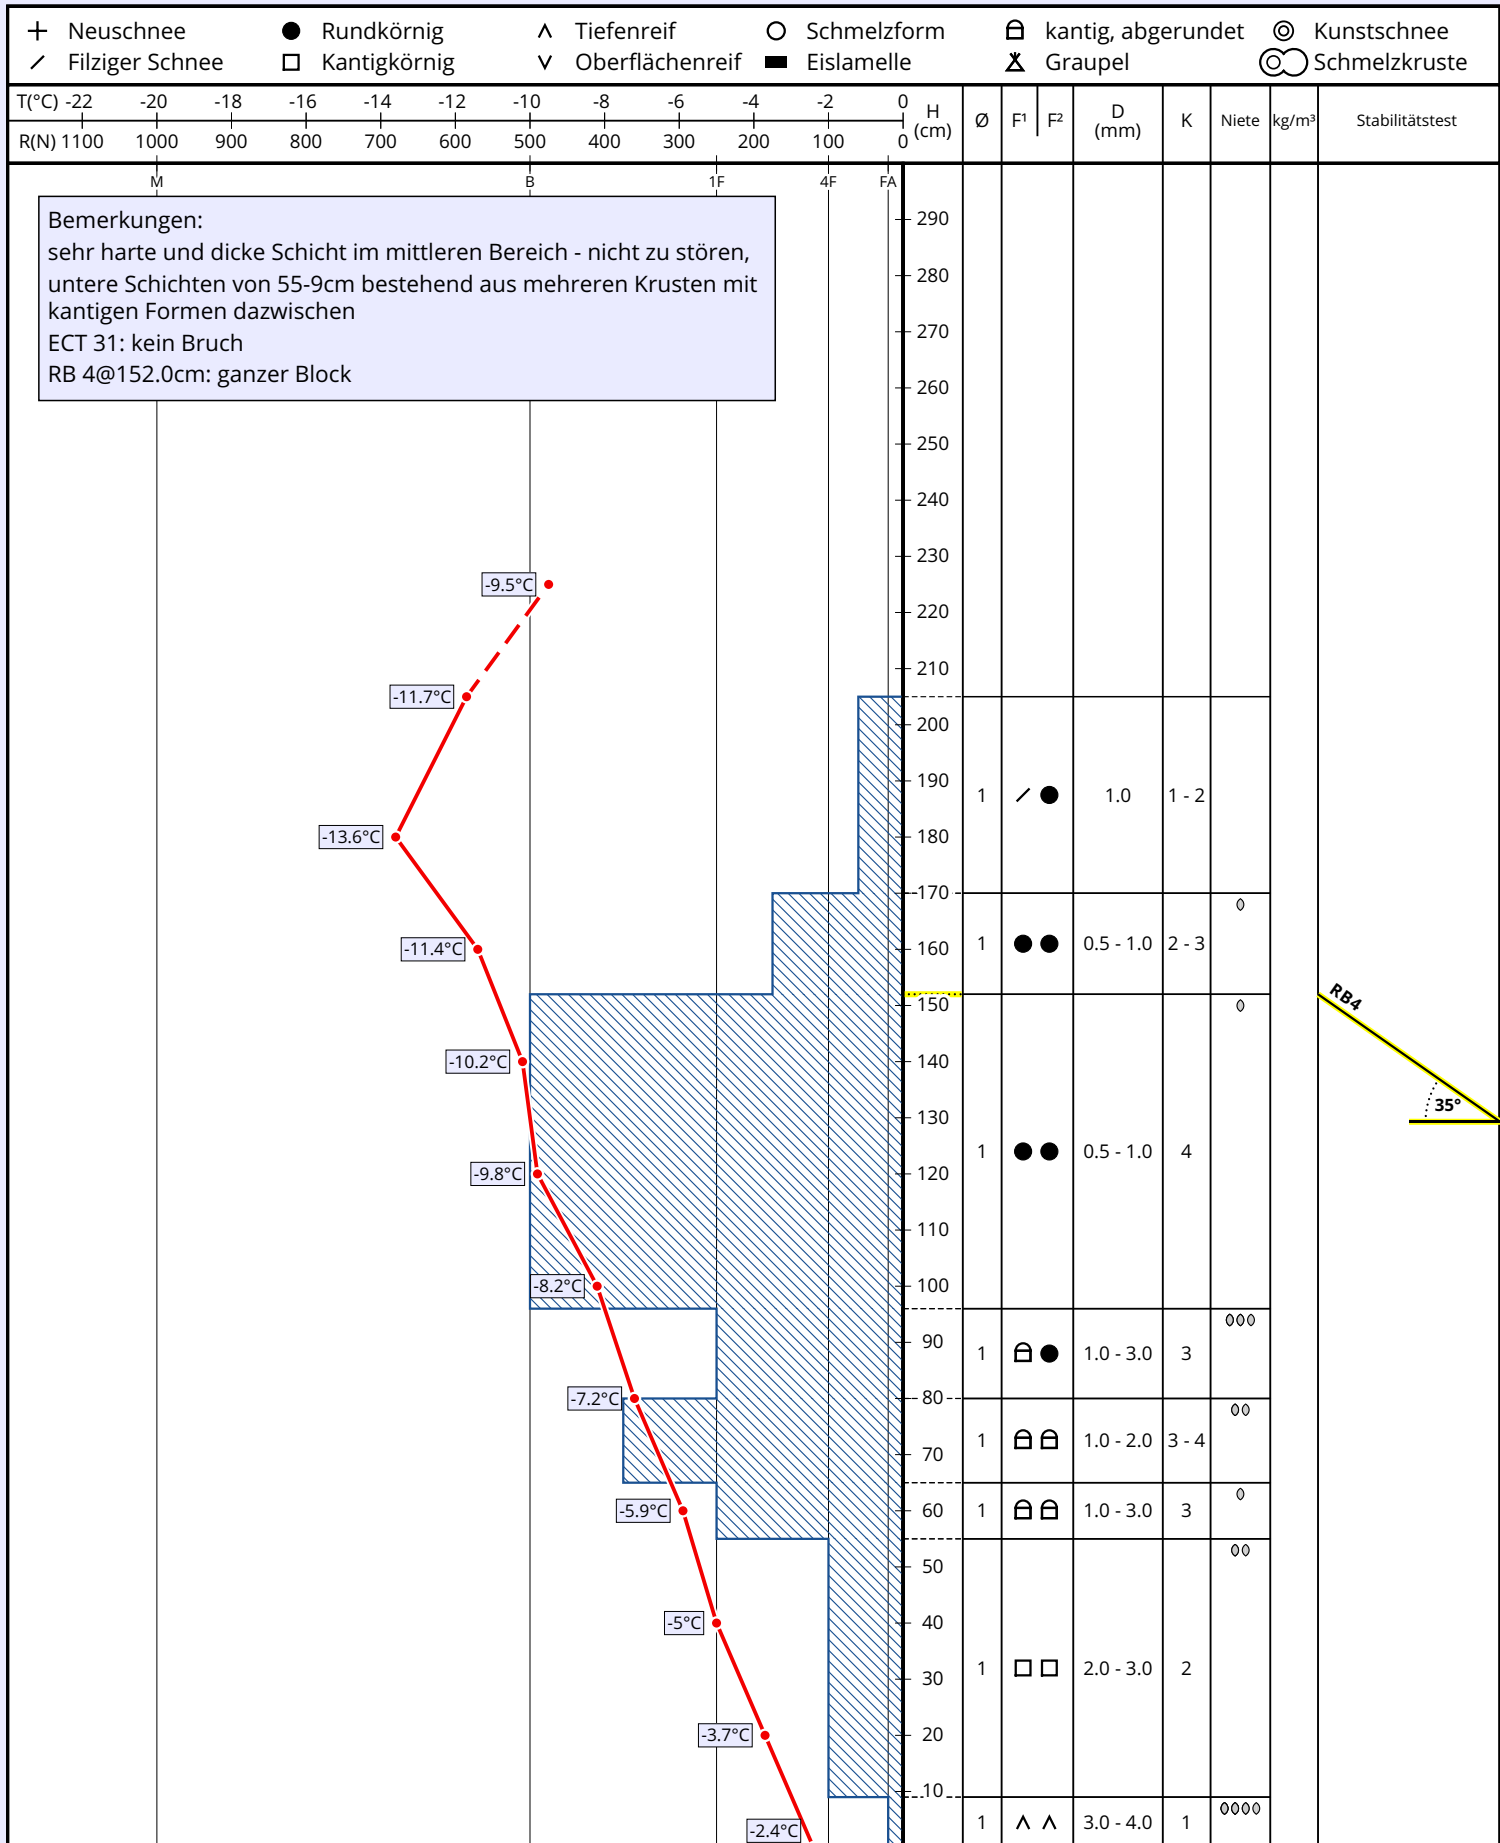 Neuschnee Rundkörnig Tiefenreif Schmelzform kantig, abgerundet Kunstschnee
Filziger Schnee Kantigkörnig Oberflächenreif Eislamelle Graupel Schmelzkruste
T(°C) -22 -20 -18 -16 -14 -12 -10 -8 -6 -4 -2 0
R(N) 1100 1000 900 800 700 600 500 400 300 200 100 0
H (cm) Ø F¹ F² D (mm) K Niete kg/m³ Stabilitätstest
M B 1F 4F FA
Bemerkungen:
sehr harte und dicke Schicht im mittleren Bereich - nicht zu stören,
untere Schichten von 55-9cm bestehend aus mehreren Krusten mit
kantigen Formen dazwischen
ECT 31: kein Bruch
RB 4@152.0cm: ganzer Block
290
280
270
260
250
240
230
-9.5°C
220
210
-11.7°C
200
190
1 1.0 1 - 2
-13.6°C 180
170
-11.4°C 160 1 0.5 - 1.0 2 - 3
150 RB4
-10.2°C 140
130 35°
1 0.5 - 1.0 4
-9.8°C 120
110
-8.2°C 100
90 1 1.0 - 3.0 3
-7.2°C 80
70 1 1.0 - 2.0 3 - 4
-5.9°C 60 1 1.0 - 3.0 3
50
-5°C 40
30 1 2.0 - 3.0 2
-3.7°C 20
10
-2.4°C 1 3.0 - 4.0 1